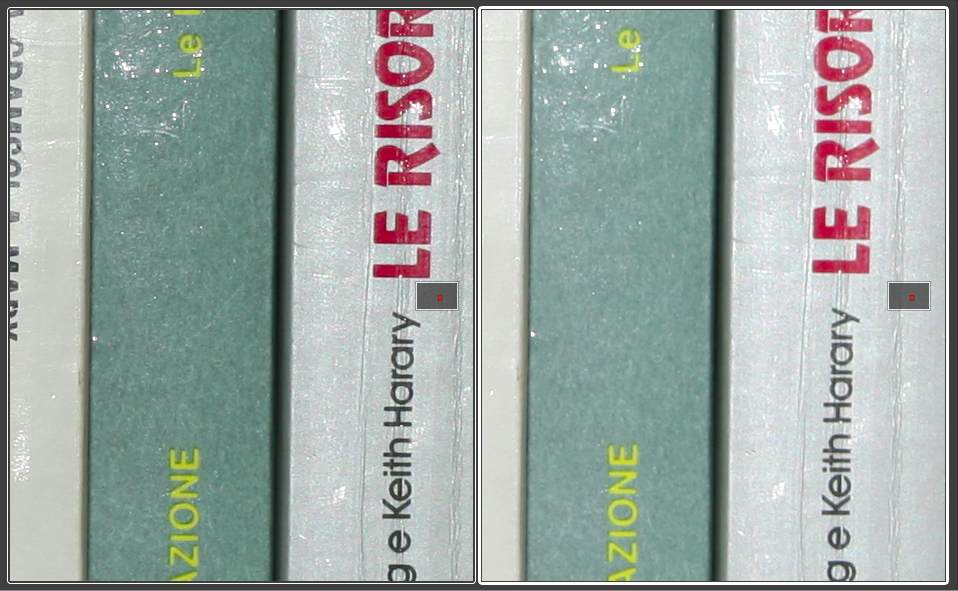 Le
AZIONE
LE RISOR
g e Keith Harary
Le
AZIONE
LE RISOR
g e Keith Harary